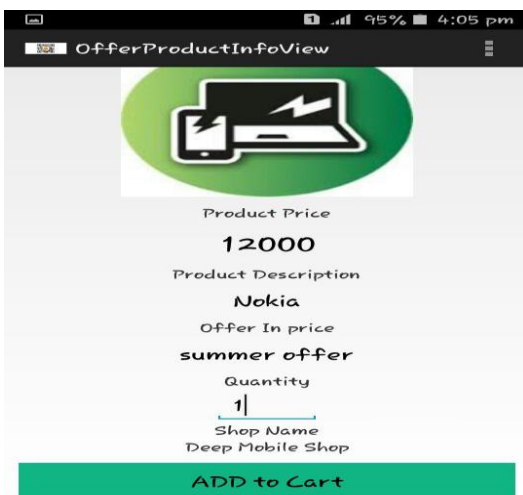 1 95% 4:05 pm
OfferProductInfoView
Product Price
12000
Product Description
Nokia
Offer In price
summer offer
Quantity
1
Shop Name
Deep Mobile Shop
ADD to Cart